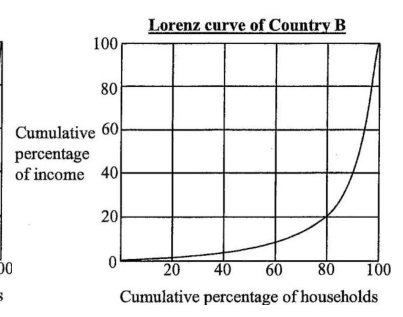 Lorenz curve of Country B
100
80
Cumulative 60
percentage
of income 40
20
0
00 20 40 60 80 100
s Cumulative percentage of households